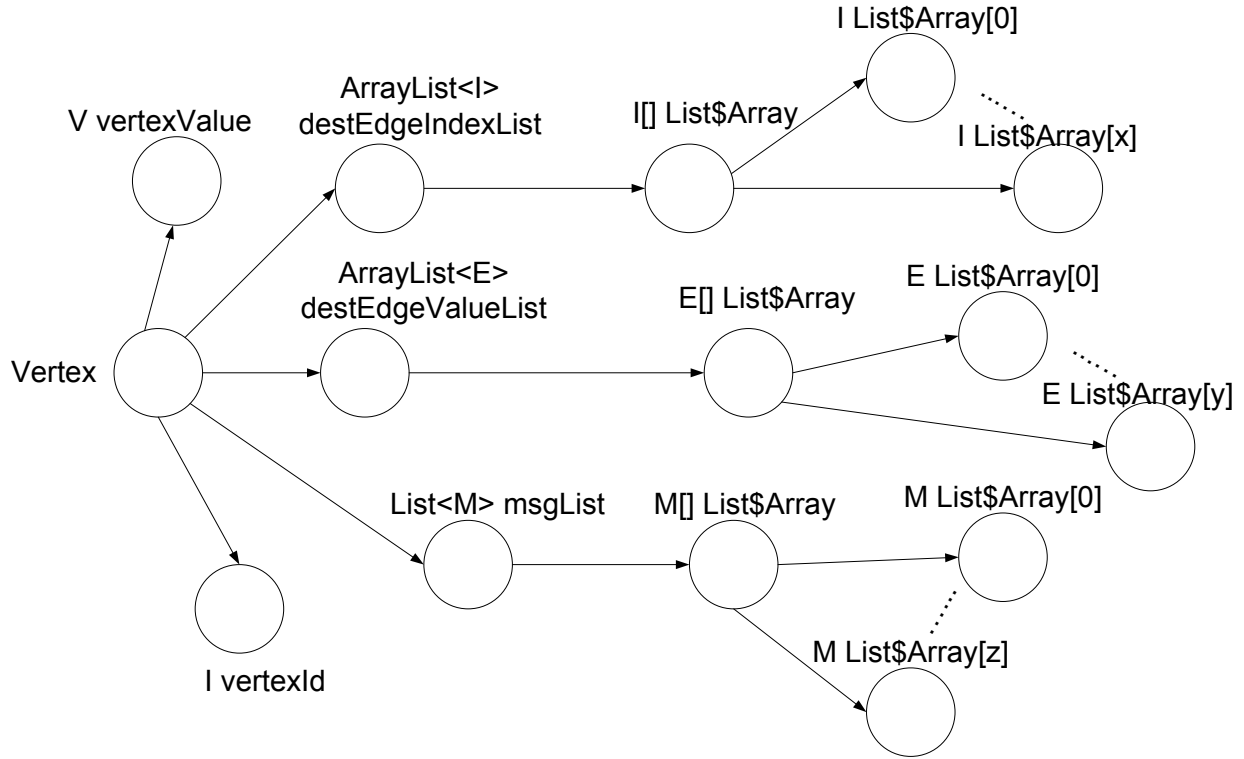 I List$Array[0]
ArrayList<I>
destEdgeIndexList
V vertexValue
I[] List$Array
I List$Array[x]
ArrayList<E>
destEdgeValueList
E[] List$Array
E List$Array[0]
Vertex
E List$Array[y]
List<M> msgList
M[] List$Array
M List$Array[0]
M List$Array[z]
I vertexId